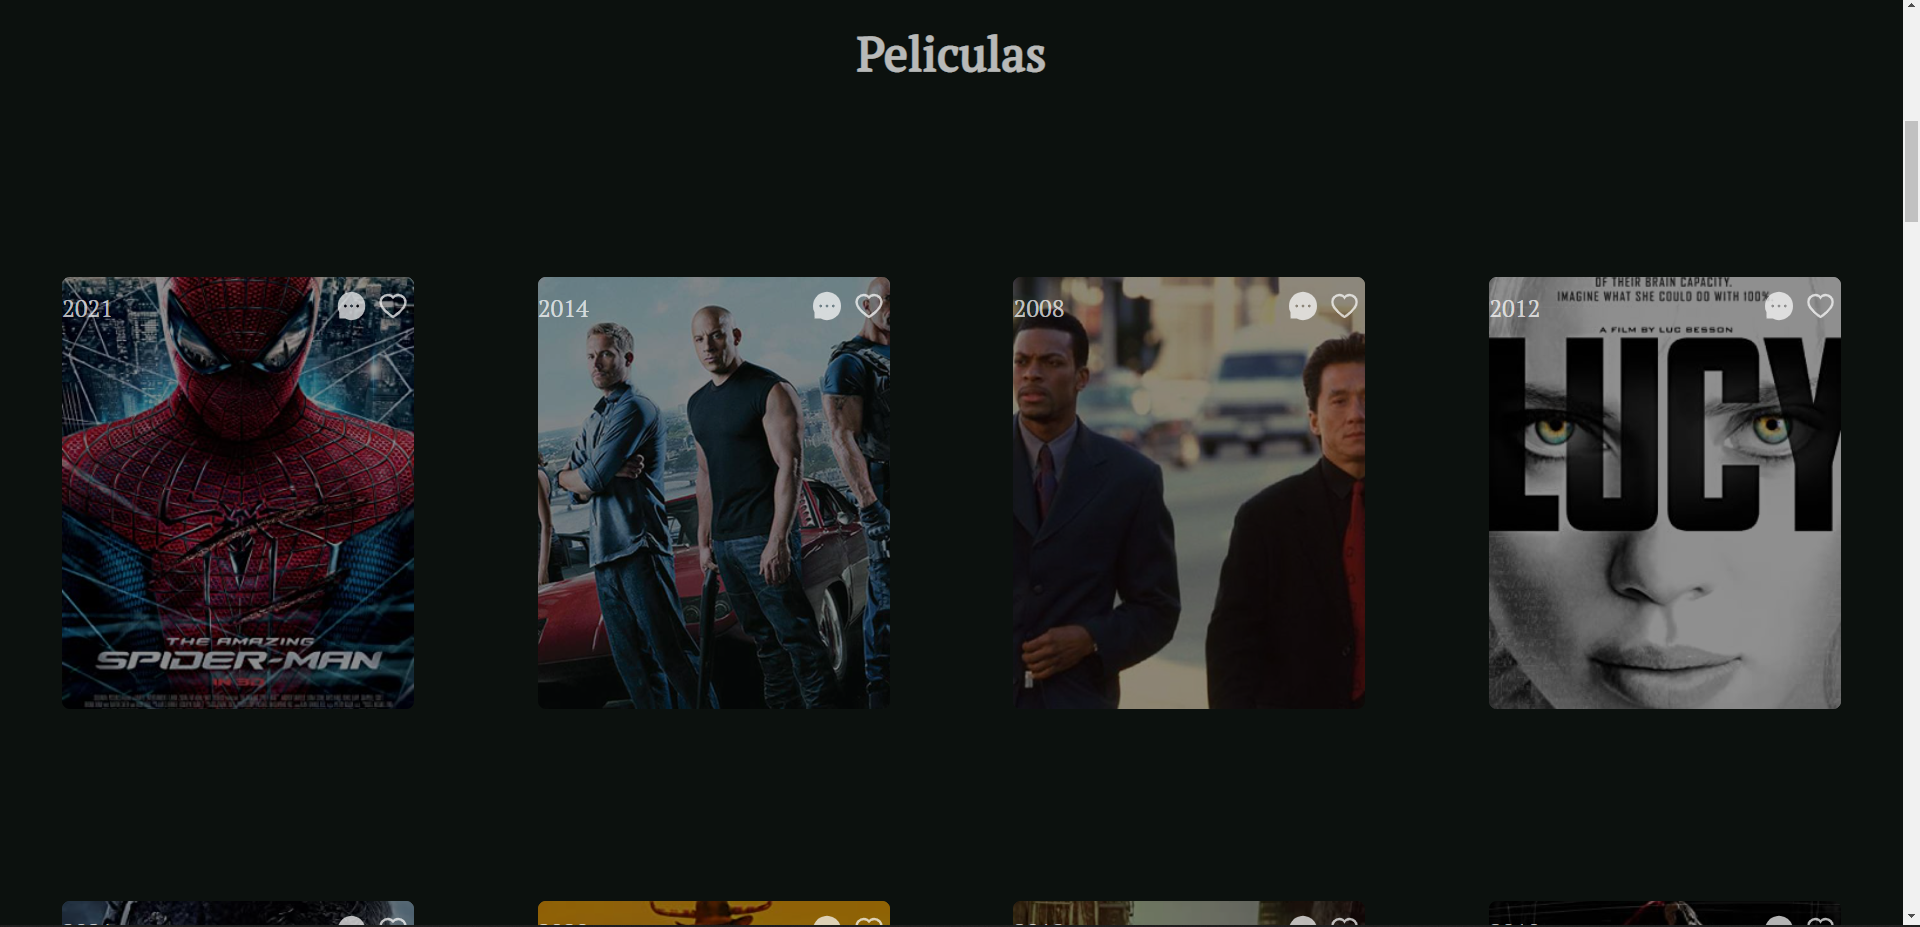 Peliculas
2021
2014
2008
2012
OF THEIR BRAIN CAPACITY.
IMAGINE WHAT SHE COULD DO WITH 100%
A FILM BY LUC BESSON
LUCY
THE AMAZING
SPIDER-MAN
IN 3D